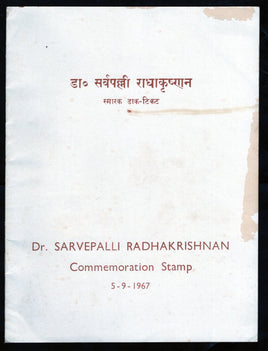 डा० सर्वपल्ली राधाकृष्णन
स्मारक डाक-टिकट
Dr. SARVEPALLI RADHAKRISHNAN
Commemoration Stamp
5-9-1967